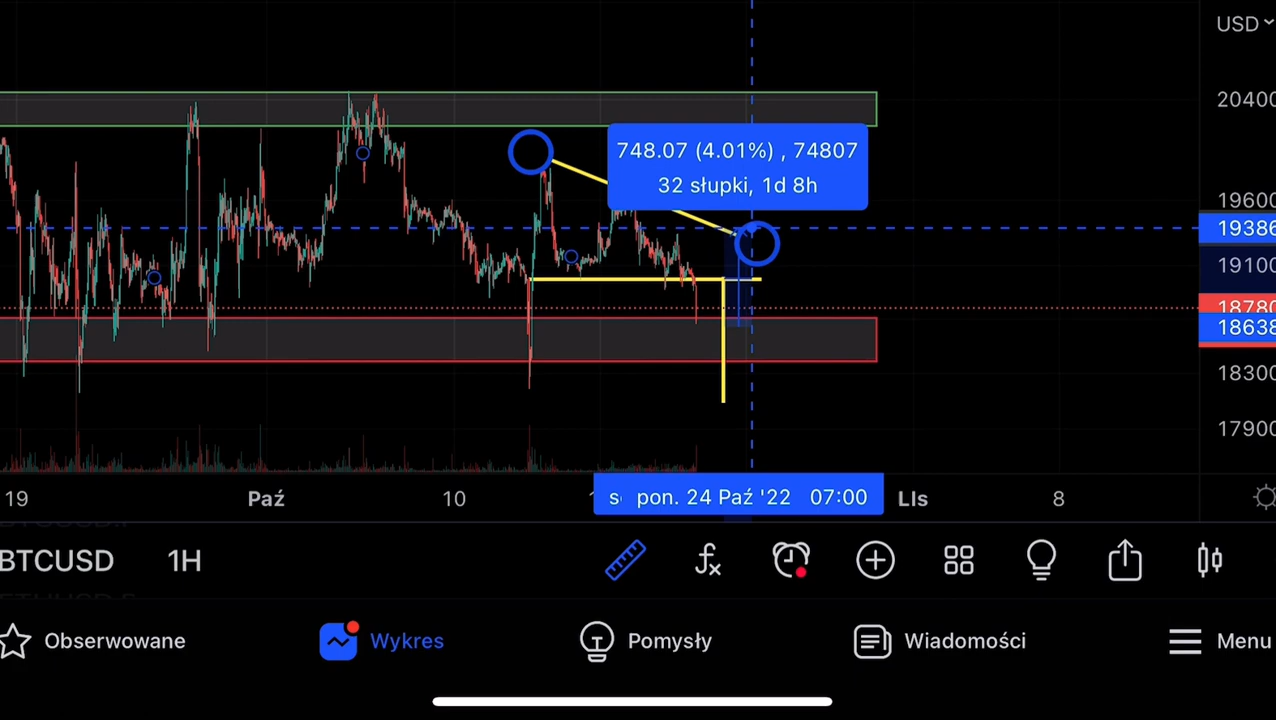 USD
20400
748.07 (4.01%) , 74807
32 słupki, 1d 8h
19600
19386
19100
18780
18638
18300
17900
19
Paź
10
pon. 24 Paź '22 07:00
LIs
8
BTCUSD
1H
fx
Obserwowane
Wykres
Pomysły
Wiadomości
Menu